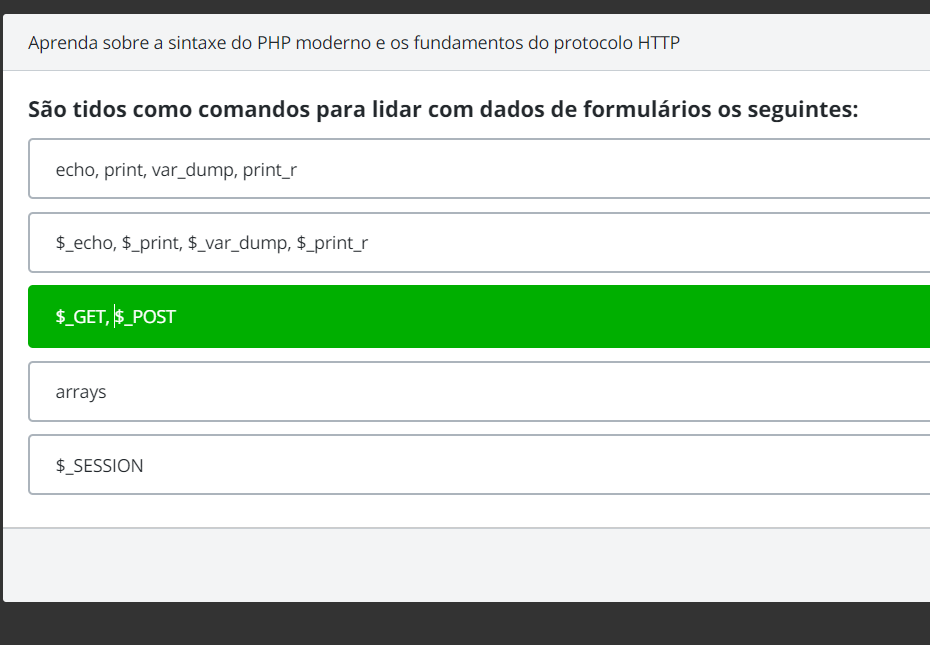 Aprenda sobre a sintaxe do PHP moderno e os fundamentos do protocolo HTTP
São tidos como comandos para lidar com dados de formulários os seguintes:
echo, print, var_dump, print_r
$_echo, $_print, $_var_dump, $_print_r
$_GET, $_POST
arrays
$_SESSION